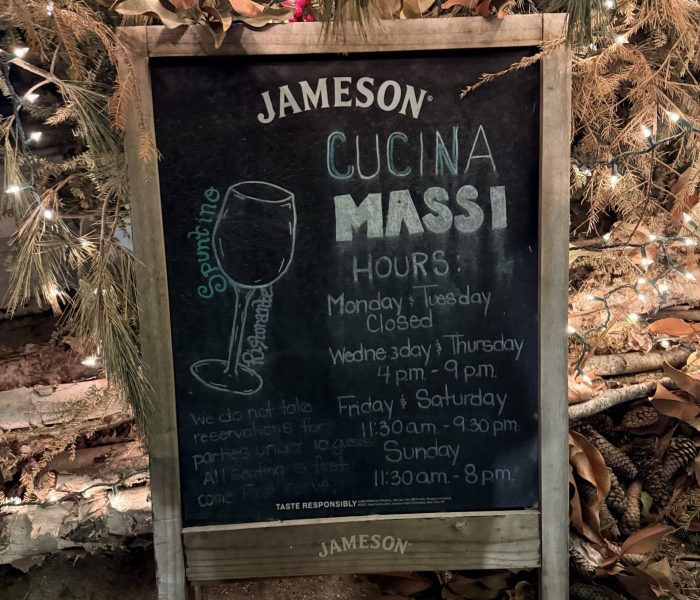 JAMESON®
CUCINA
MASSI
HOURS:
Monday & Tuesday
Closed
Wednesday & Thursday
4 p.m. - 9 p.m.
Friday & Saturday
11:30 a.m. - 9:30 pm.
Sunday
11:30 am. - 8 p.m.
Spuntino
Ristorante
We do not take
reservations for
parties under 10 guests
All seating is first
come First serve.
TASTE RESPONSIBLY.
JAMESON®